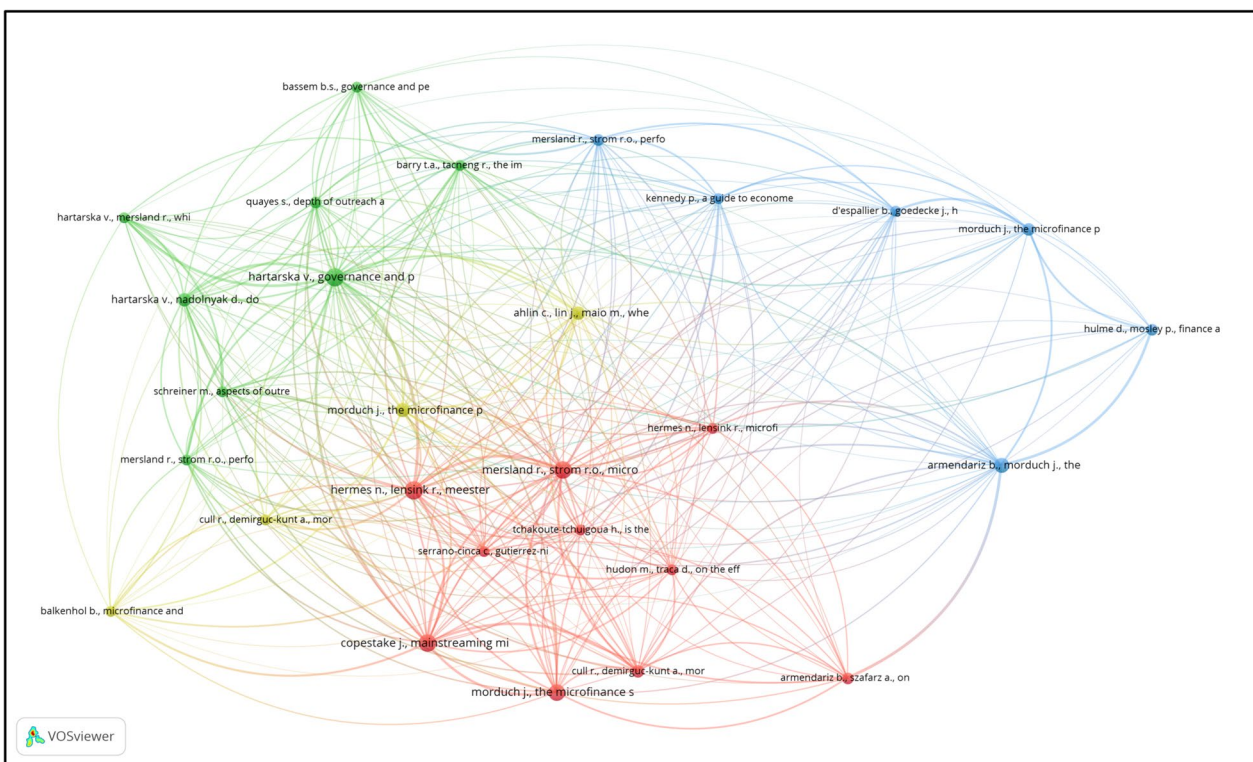 bassem b.s., governance and pe
mersland r., strom r.o., perfo
barry t.a., tacneng r., the im
kennedy p., a guide to econome
quayes s., depth of outreach a
d'espallier b., goedecke j., h
hartarska v., mersland r., whi
morduch j., the microfinance p
hartarska v., governance and p
hartarska v., nadolnyak d., do
ahlin c., lin j., maio m., whe
hulme d., mosley p., finance a
schreiner m., aspects of outre
morduch j., the microfinance p
hermes n., lensink r., microfi
mersland r., strom r.o., perfo
mersland r., strom r.o., micro
armendariz b., morduch j., the
hermes n., lensink r., meester
cull r., demirguc-kunt a., mor
tchakoute-tchuigoua h., is the
serrano-cinca c., gutierrez-ni
hudon m., traca d., on the eff
balkenhol b., microfinance and
copestake j., mainstreaming mi
cull r., demirguc-kunt a., mor
armendariz b., szafarz a., on
morduch j., the microfinance s
VOSviewer